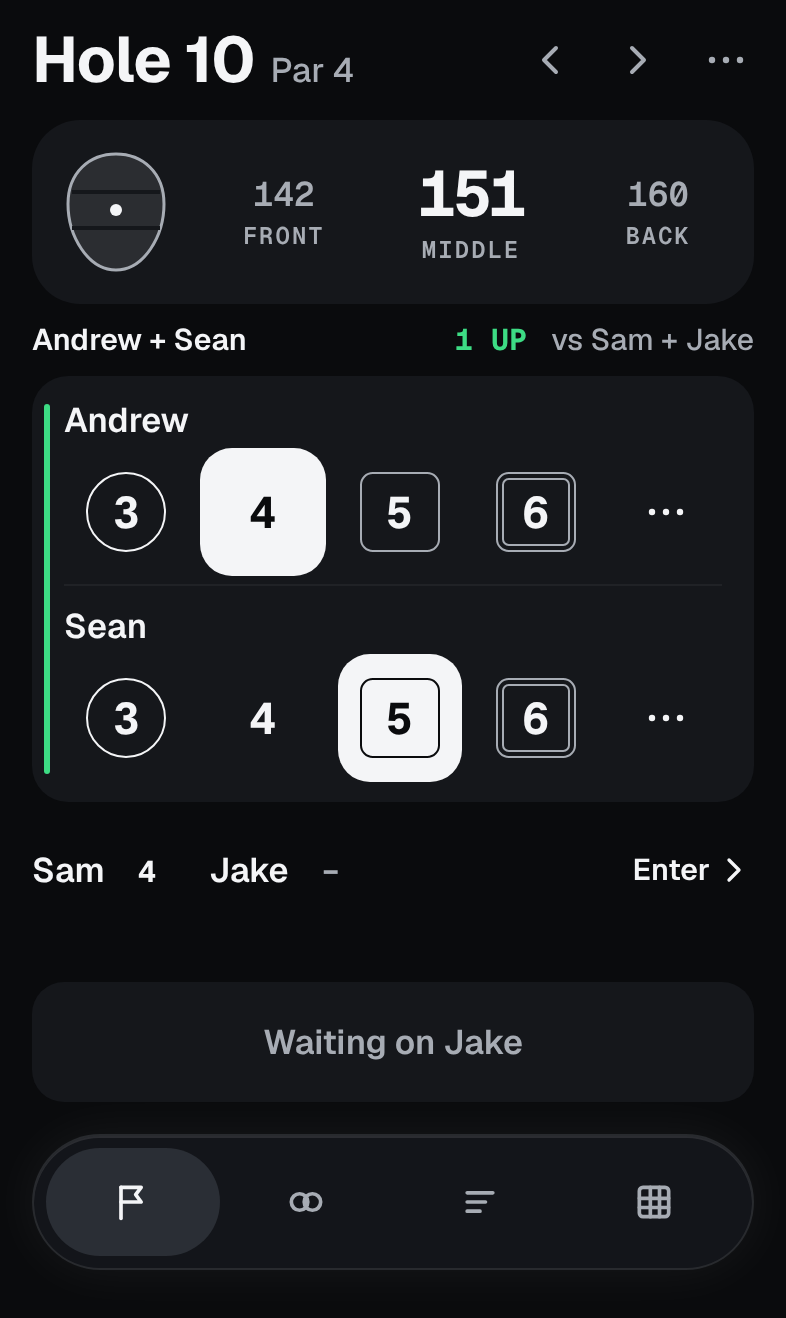 Hole 10 Par 4
142 151 160
FRONT MIDDLE BACK
Andrew + Sean 1 UP vs Sam + Jake
Andrew
3 4 5 6 ...
Sean
3 4 5 6 ...
Sam 4 Jake – Enter >
Waiting on Jake